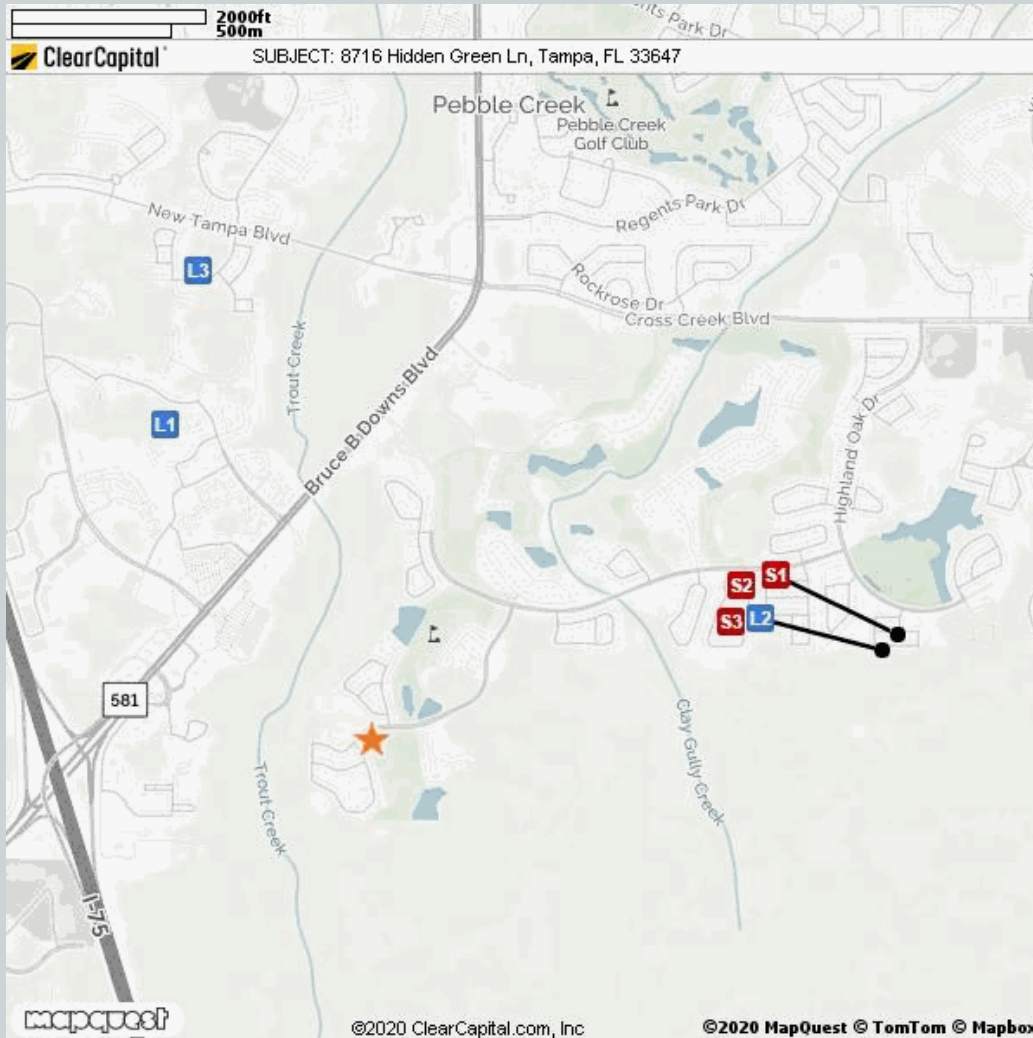 2000ft
500m
ents Park Dr
ClearCapital
SUBJECT: 8716 Hidden Green Ln, Tampa, FL 33647
Pebble Creek
Pebble Creek
Golf Club
New Tampa Blvd
Regents Park Dr
L3
Rockrose Dr
Cross Creek Blvd
Trout Creek
Bruce B Downs Blvd
L1
Highland Oak Dr
S1
S2
S3
L2
581
Clay Gully Creek
Trout Creek
I-75
mapquest
©2020 ClearCapital.com, Inc
©2020 MapQuest © TomTom © Mapbox